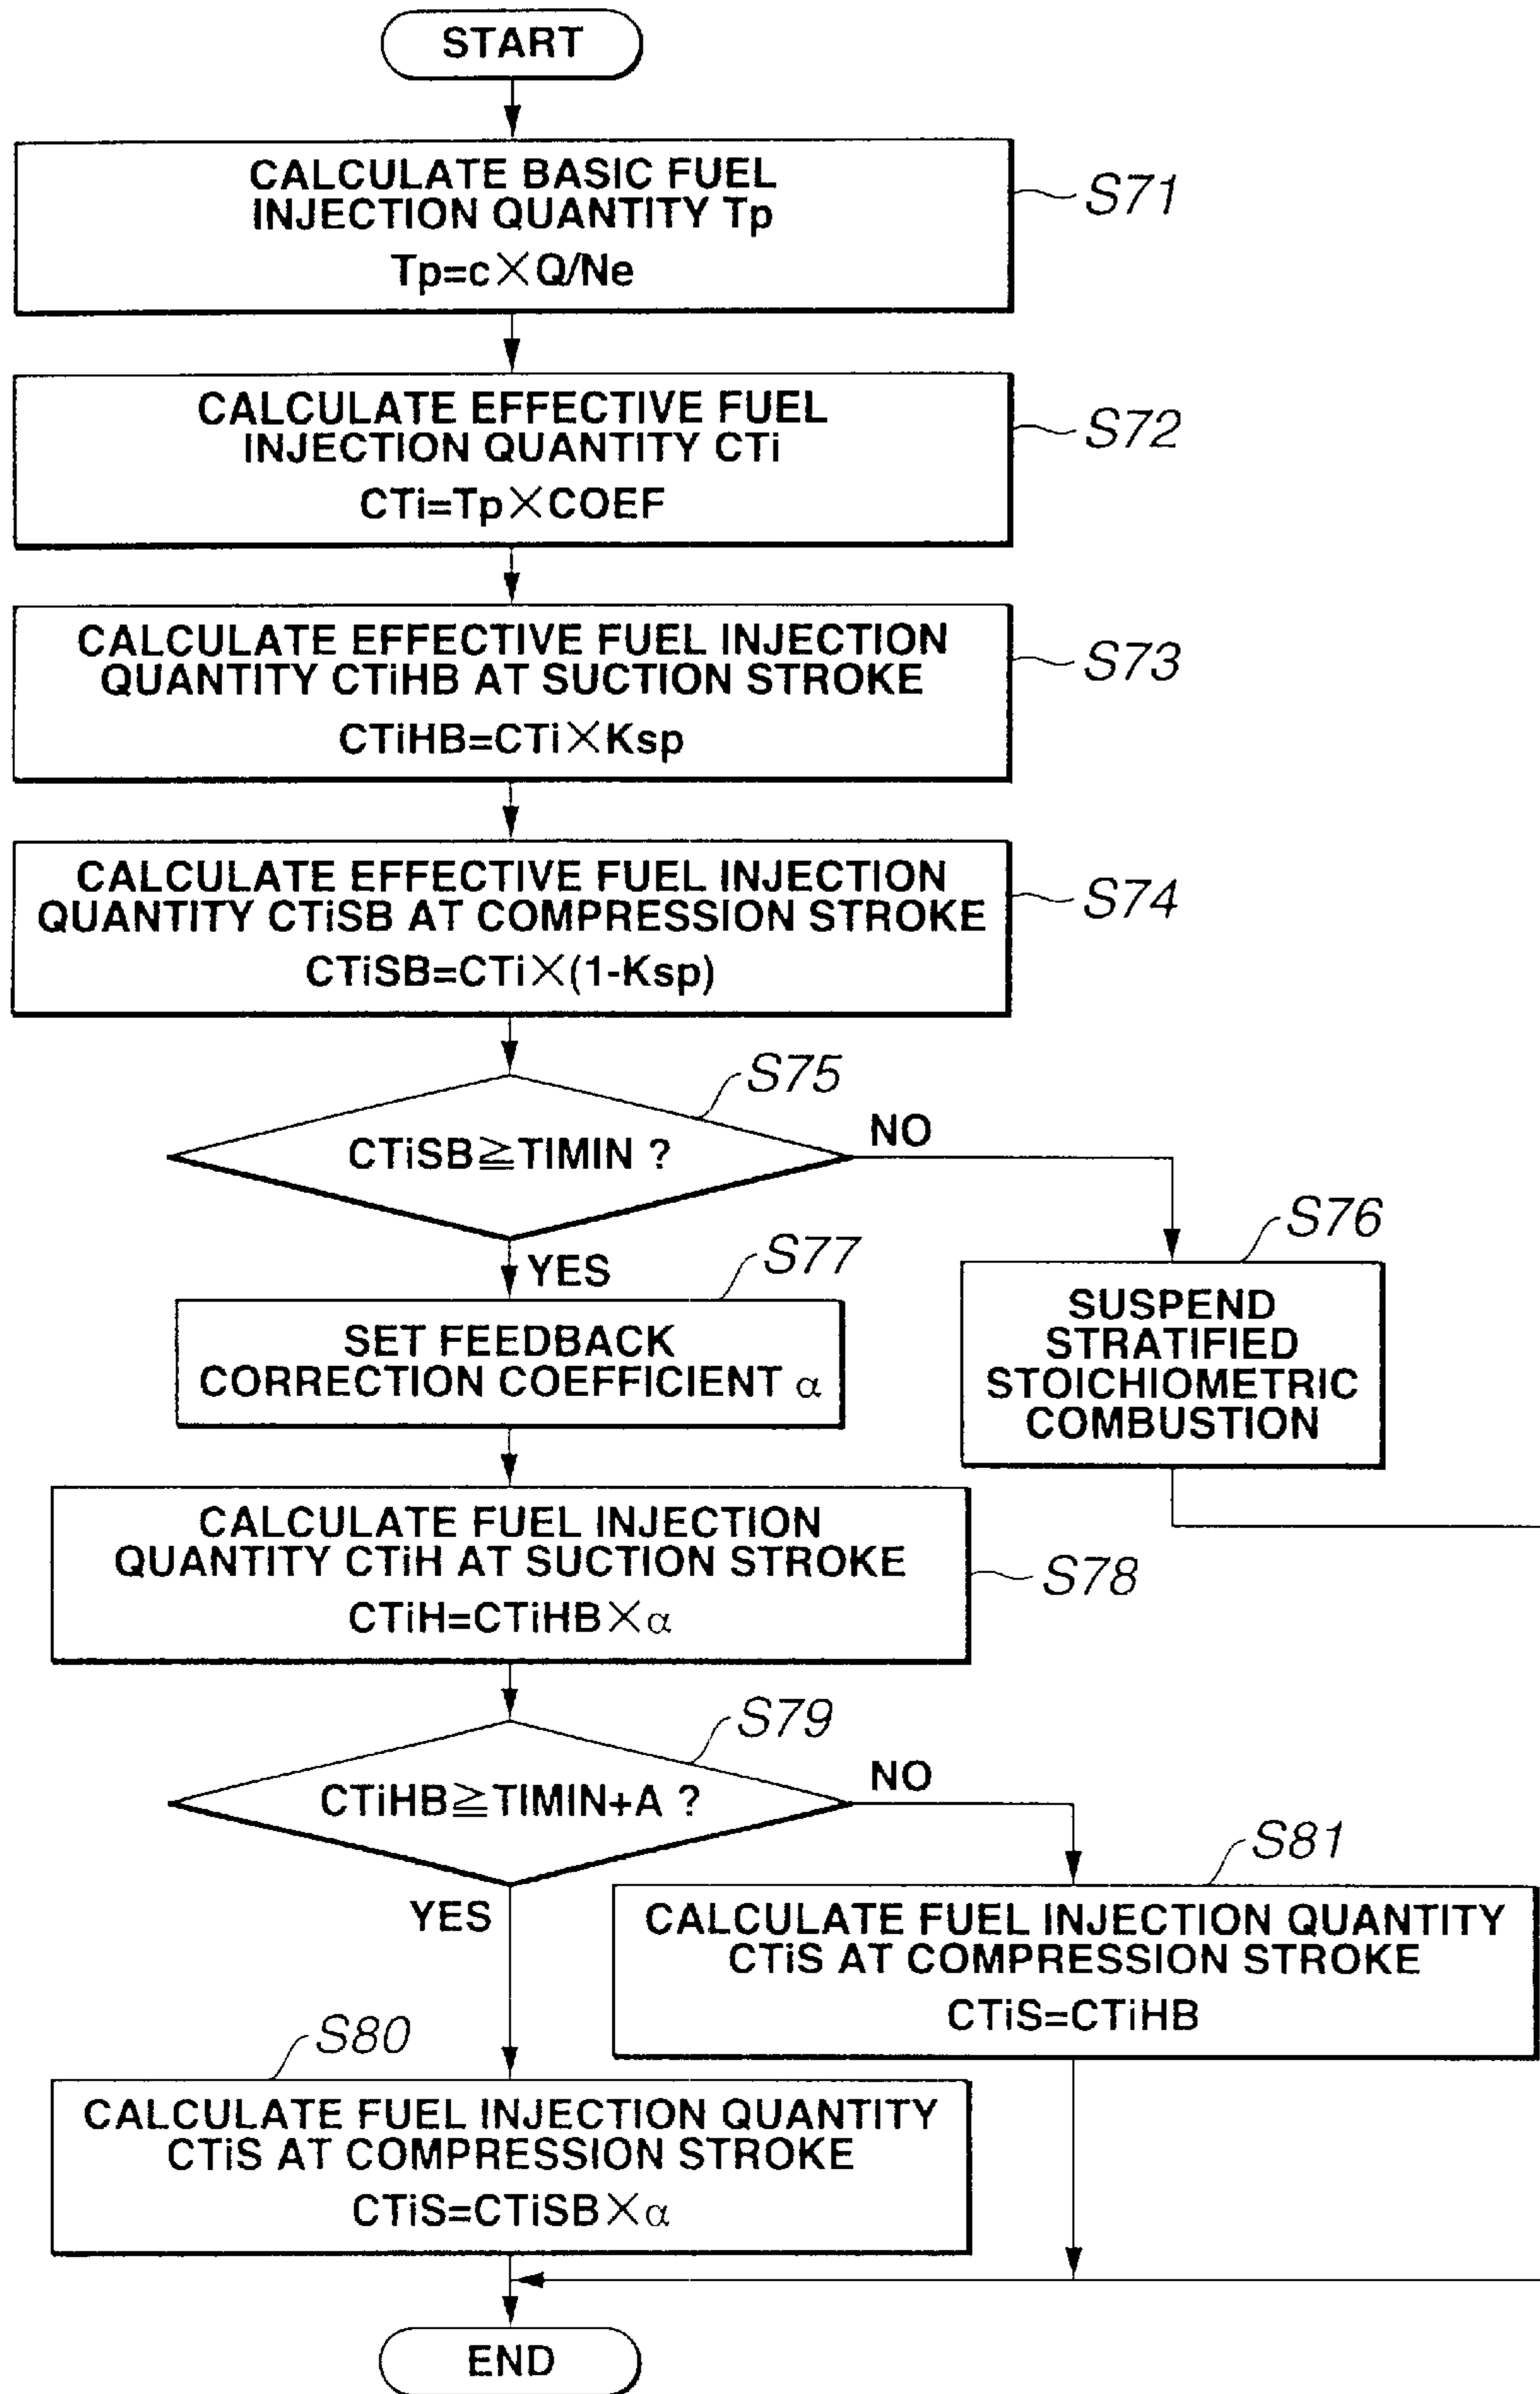 START
CALCULATE BASIC FUEL
INJECTION QUANTITY Tp
Tp=c×Q/Ne
S71
CALCULATE EFFECTIVE FUEL
INJECTION QUANTITY CTi
CTi=Tp×COEF
S72
CALCULATE EFFECTIVE FUEL INJECTION
QUANTITY CTiHB AT SUCTION STROKE
CTiHB=CTi×Ksp
S73
CALCULATE EFFECTIVE FUEL INJECTION
QUANTITY CTiSB AT COMPRESSION STROKE
CTiSB=CTi×(1-Ksp)
S74
S75
CTiSB≧TIMIN ?
NO
YES
S76
SUSPEND
STRATIFIED
STOICHIOMETRIC
COMBUSTION
S77
SET FEEDBACK
CORRECTION COEFFICIENT α
CALCULATE FUEL INJECTION
QUANTITY CTiH AT SUCTION STROKE
CTiH=CTiHB×α
S78
S79
CTiHB≧TIMIN+A ?
NO
YES
S81
CALCULATE FUEL INJECTION QUANTITY
CTiS AT COMPRESSION STROKE
CTiS=CTiHB
S80
CALCULATE FUEL INJECTION QUANTITY
CTiS AT COMPRESSION STROKE
CTiS=CTiSB×α
END